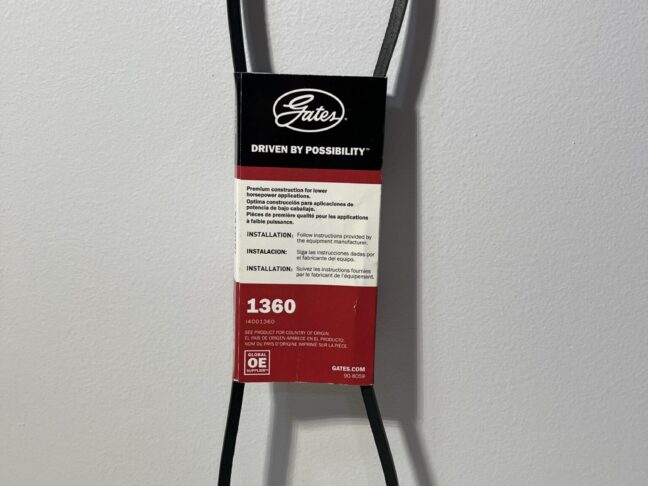 Gates®
DRIVEN BY POSSIBILITY™
Premium construction for lower
horsepower applications.
Optima construcción para aplicaciones de
potencia de bajo caballaje.
Pièces de première qualité pour les applications
à faible puissance.
INSTALLATION: Follow instructions provided by
the equipment manufacturer.
INSTALACION: Siga las instrucciones dadas por
el fabricante del equipo.
INSTALLATION: Suivez les instructions fournies
par le fabricant de l'équipement.
1360
I4001360
SEE PRODUCT FOR COUNTRY OF ORIGIN.
EL PAIS DE ORIGEN APARECE EN EL PRODUCTO.
NOM DU PAYS D'ORIGINE IMPRIMÉ SUR LA PIÈCE.
GLOBAL
OE
SUPPLIER™
GATES.COM
90-8059